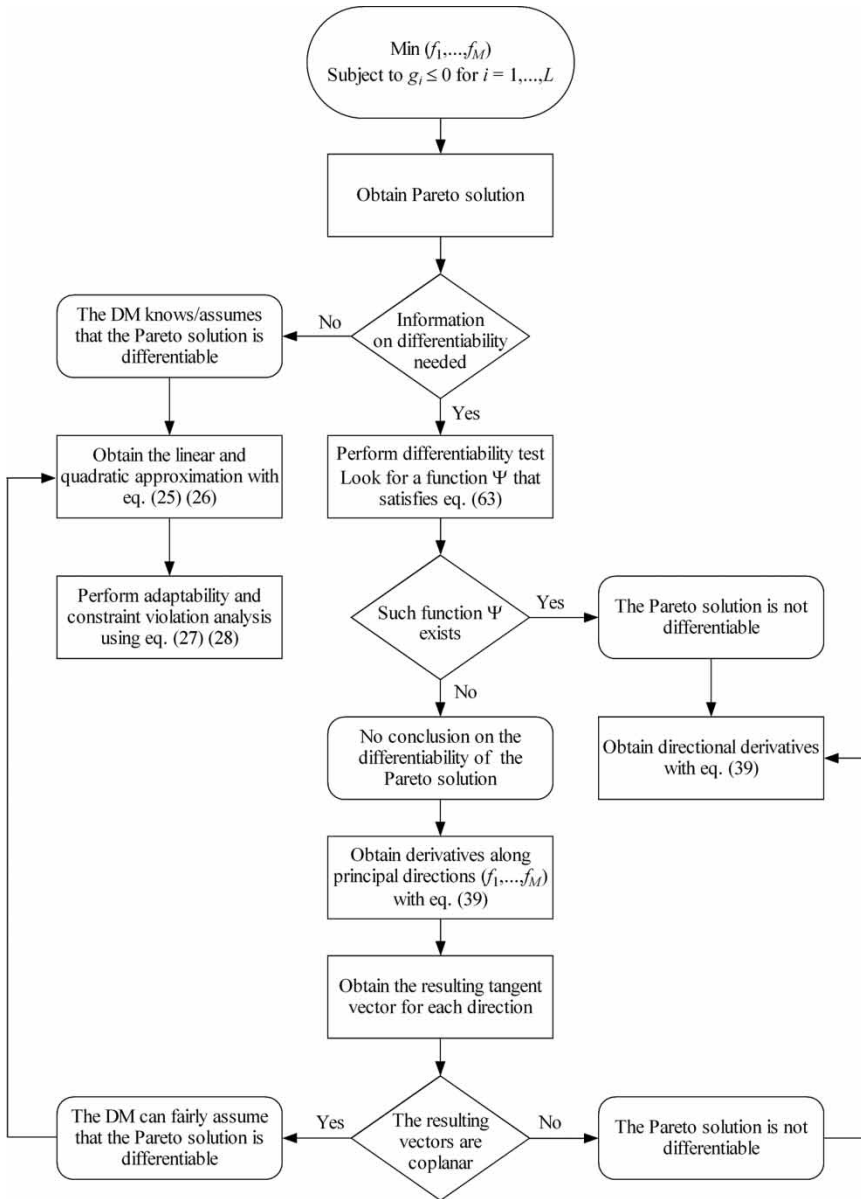 Min (f₁,...,f_M)
Subject to gᵢ ≤ 0 for i = 1,...,L
Obtain Pareto solution
Information
on differentiability
needed
No
The DM knows/assumes
that the Pareto solution is
differentiable
Yes
Obtain the linear and
quadratic approximation with
eq. (25) (26)
Perform differentiability test
Look for a function Ψ that
satisfies eq. (63)
Perform adaptability and
constraint violation analysis
using eq. (27) (28)
Such function Ψ
exists
Yes
The Pareto solution is not
differentiable
No
No conclusion on the
differentiability of the
Pareto solution
Obtain directional derivatives
with eq. (39)
Obtain derivatives along
principal directions (f₁,...,f_M)
with eq. (39)
Obtain the resulting tangent
vector for each direction
The DM can fairly assume
that the Pareto solution is
differentiable
Yes
The resulting
vectors are
coplanar
No
The Pareto solution is not
differentiable